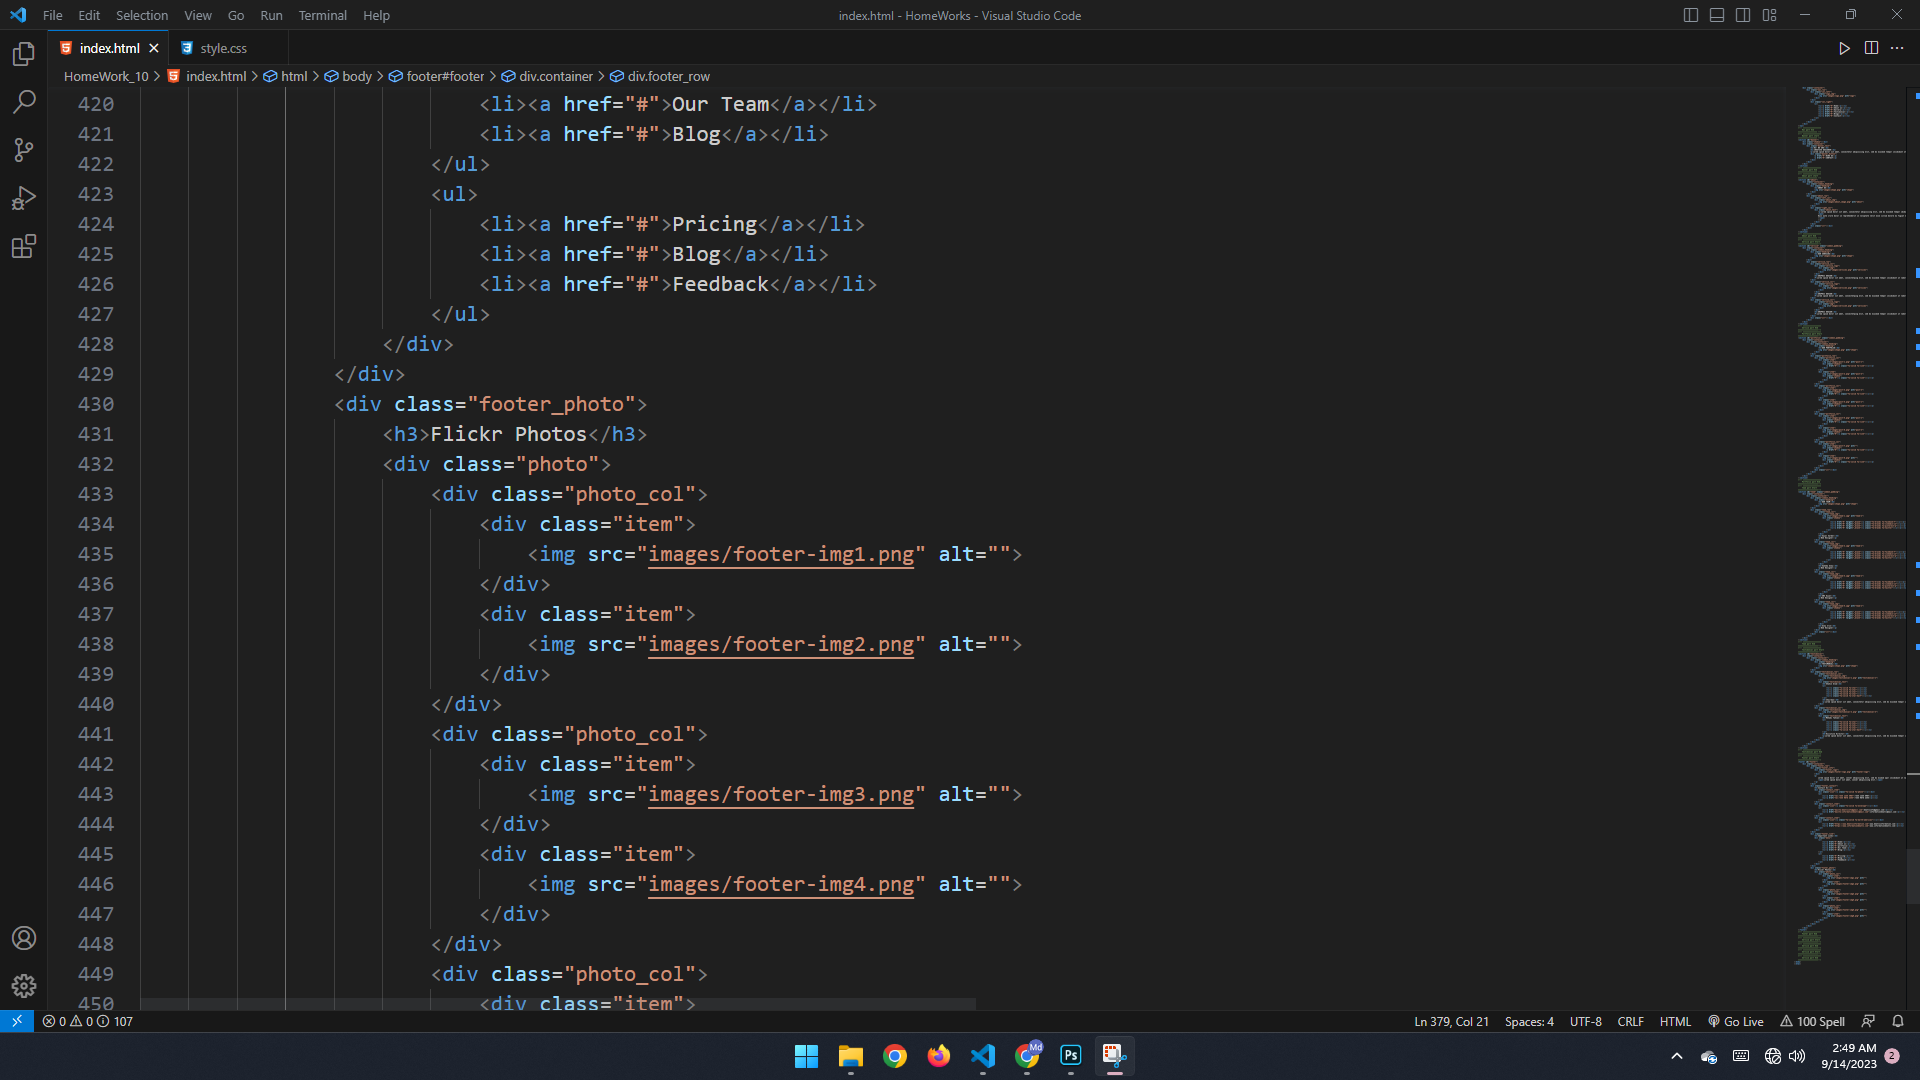 File Edit Selection View Go Run Terminal Help
index.html - HomeWorks - Visual Studio Code
index.html
style.css
HomeWork_10 > index.html > html > body > footer#footer > div.container > div.footer_row
420 <li><a href="#">Our Team</a></li>
421 <li><a href="#">Blog</a></li>
422 </ul>
423 <ul>
424 <li><a href="#">Pricing</a></li>
425 <li><a href="#">Blog</a></li>
426 <li><a href="#">Feedback</a></li>
427 </ul>
428 </div>
429 </div>
430 <div class="footer_photo">
431 <h3>Flickr Photos</h3>
432 <div class="photo">
433 <div class="photo_col">
434 <div class="item">
435 <img src="images/footer-img1.png" alt="">
436 </div>
437 <div class="item">
438 <img src="images/footer-img2.png" alt="">
439 </div>
440 </div>
441 <div class="photo_col">
442 <div class="item">
443 <img src="images/footer-img3.png" alt="">
444 </div>
445 <div class="item">
446 <img src="images/footer-img4.png" alt="">
447 </div>
448 </div>
449 <div class="photo_col">
450 <div class="item">
0 0 107
Ln 379, Col 21 Spaces: 4 UTF-8 CRLF HTML Go Live 100 Spell
Md
Ps
2:49 AM
9/14/2023
2